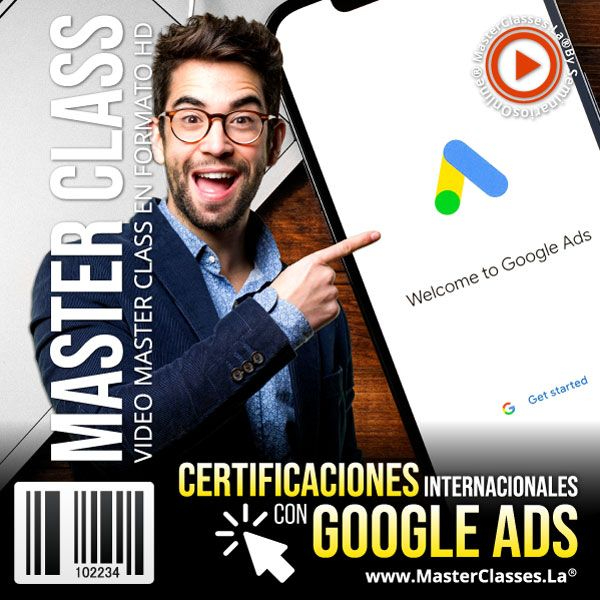 MASTER CLASS
VIDEO MASTER CLASS EN FORMATO HD
MasterClasses.La® By SeminariosOnline®
Welcome to Google Ads
Get started
CERTIFICACIONES INTERNACIONALES
CON GOOGLE ADS
102234
www.MasterClasses.La®